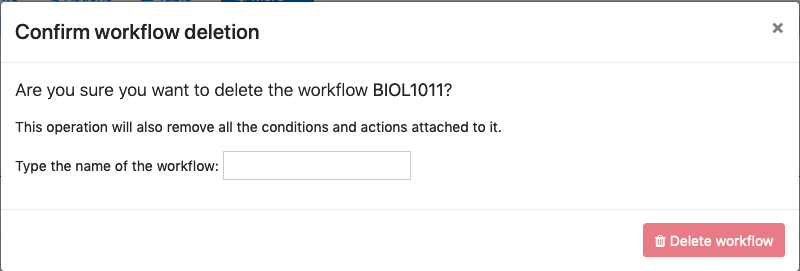 Confirm workflow deletion ×
Are you sure you want to delete the workflow BIOL1011?
This operation will also remove all the conditions and actions attached to it.
Type the name of the workflow:
Delete workflow